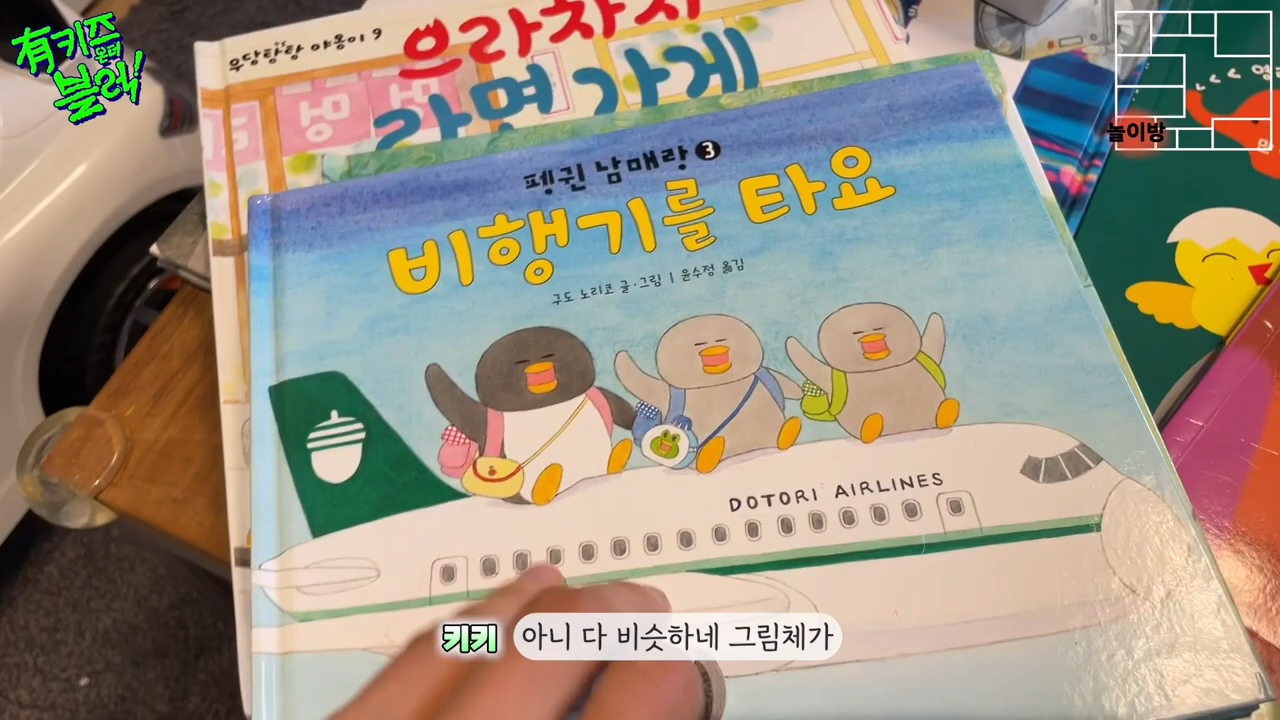 有키즈
온더
블랙!
우당탕탕 야옹이 9
으라차차
라면 가게
놀이방
펭귄 남매랑 3
비행기를 타요
구도 노리코 글·그림 | 윤수정 옮김
DOTORI AIRLINES
키키 아니 다 비슷하네 그림체가